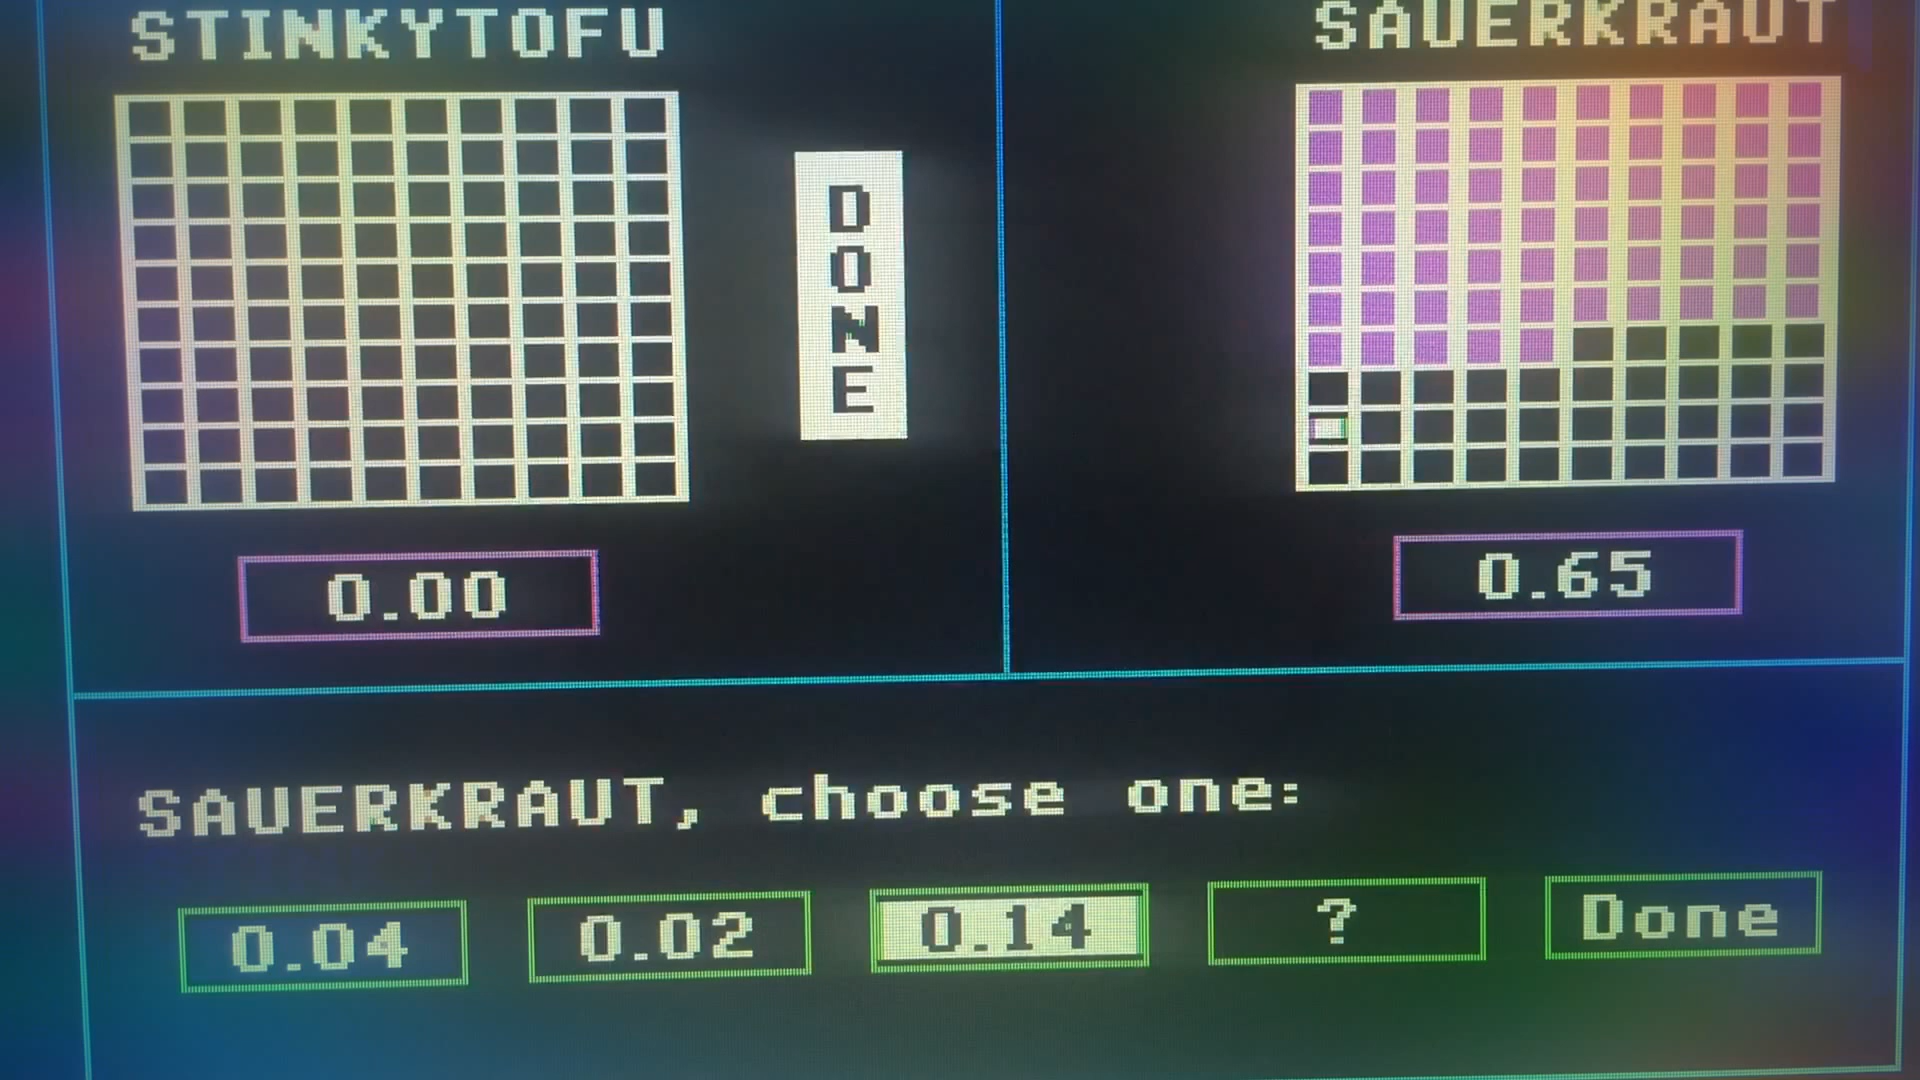 STINKYTOFU
SAUERKRAUT
DONE
0.00
0.65
SAUERKRAUT, choose one:
0.04
0.02
0.14
?
Done